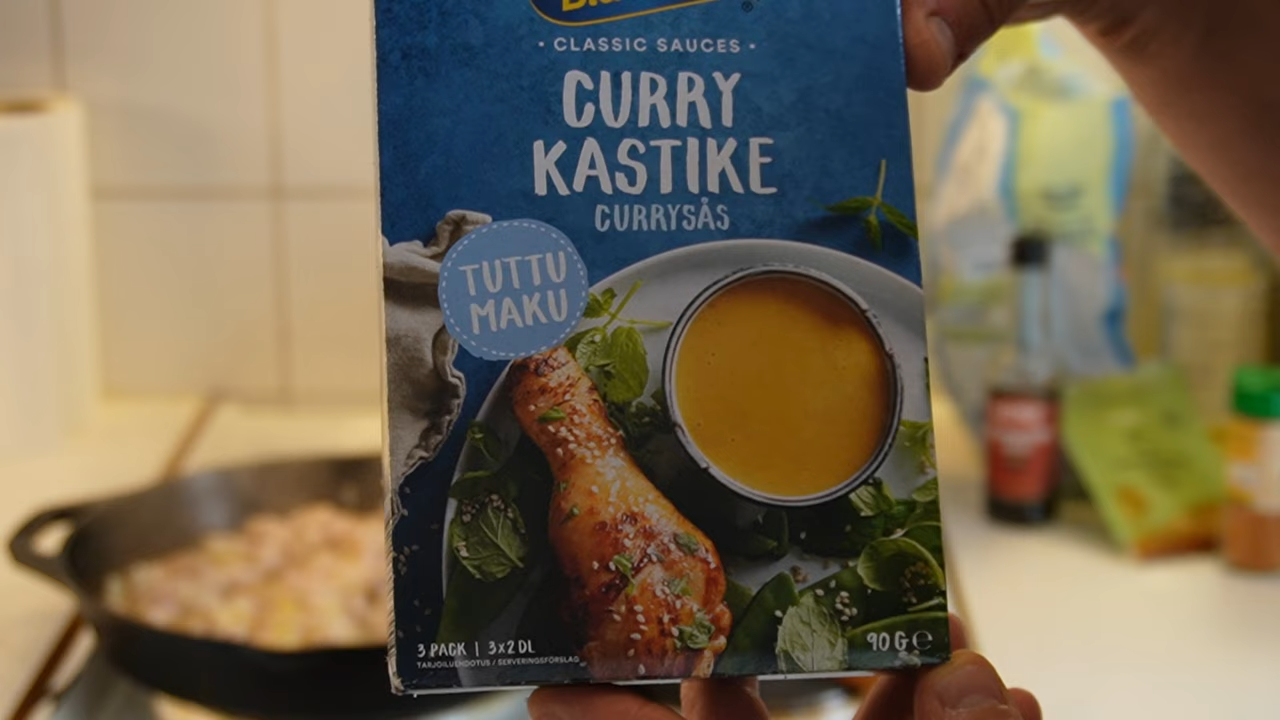 · CLASSIC SAUCES ·
CURRY
KASTIKE
CURRYSÅS
TUTTU
MAKU
3 PACK | 3x2 DL
TARJOILUEHDOTUS / SERVERINGSFÖRSLAG
90 G ℮